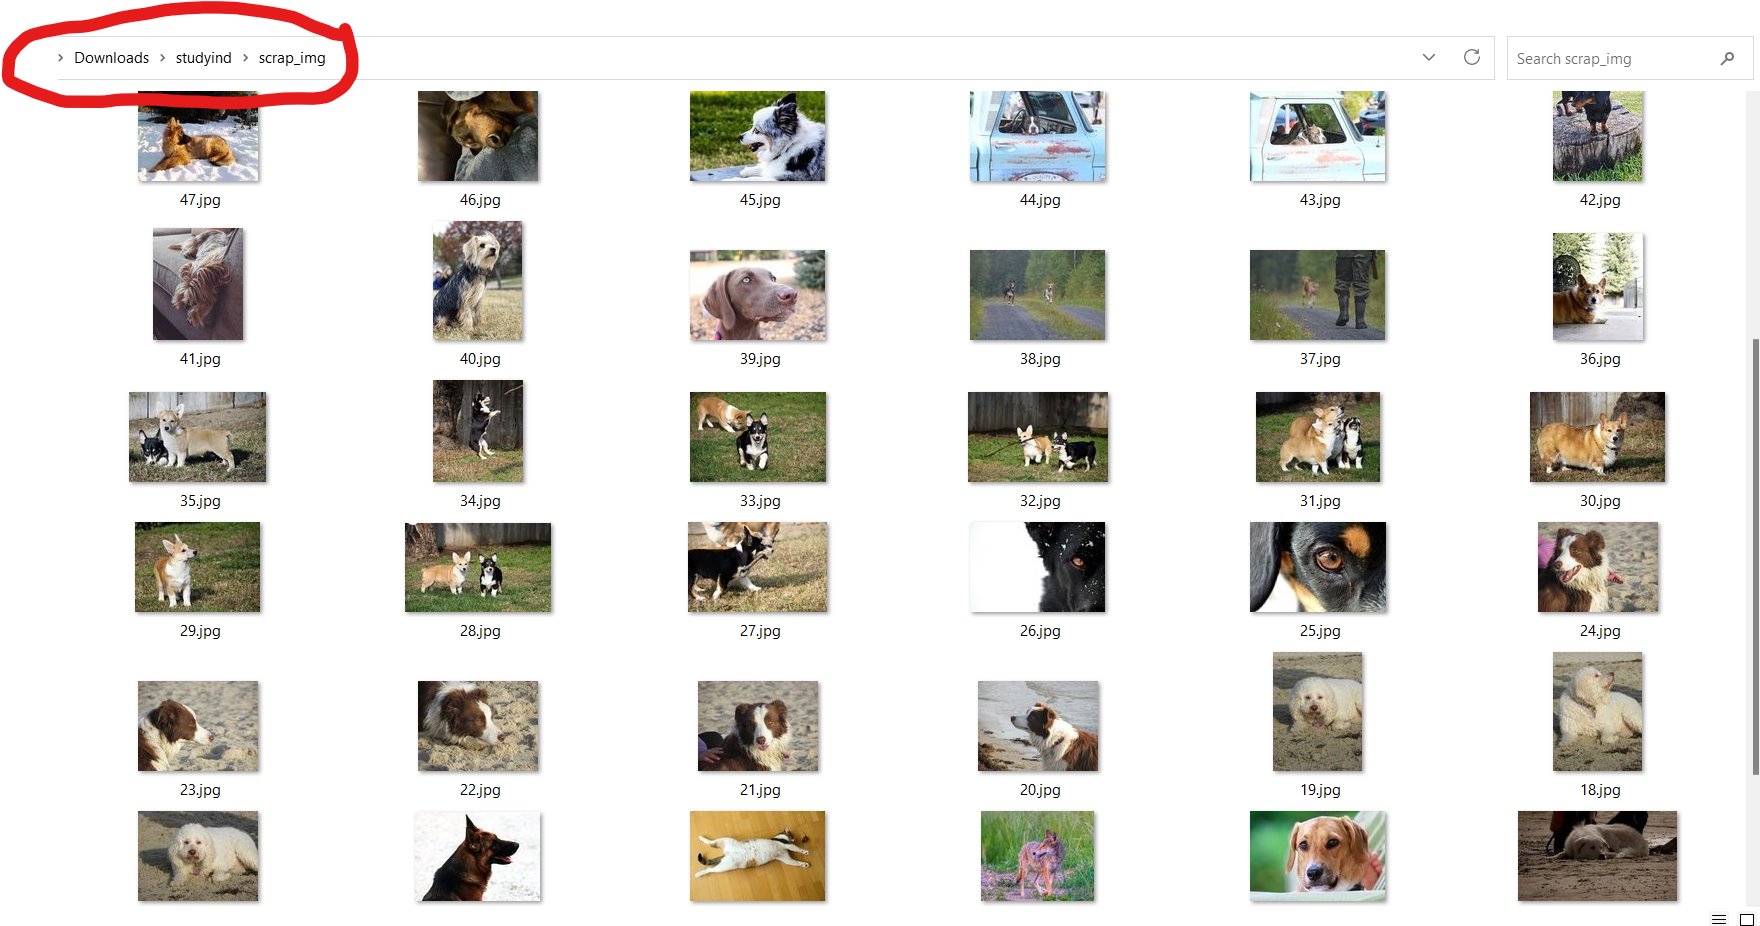 Downloads > studyind > scrap_img
Search scrap_img
47.jpg 46.jpg 45.jpg 44.jpg 43.jpg 42.jpg
41.jpg 40.jpg 39.jpg 38.jpg 37.jpg 36.jpg
35.jpg 34.jpg 33.jpg 32.jpg 31.jpg 30.jpg
29.jpg 28.jpg 27.jpg 26.jpg 25.jpg 24.jpg
23.jpg 22.jpg 21.jpg 20.jpg 19.jpg 18.jpg